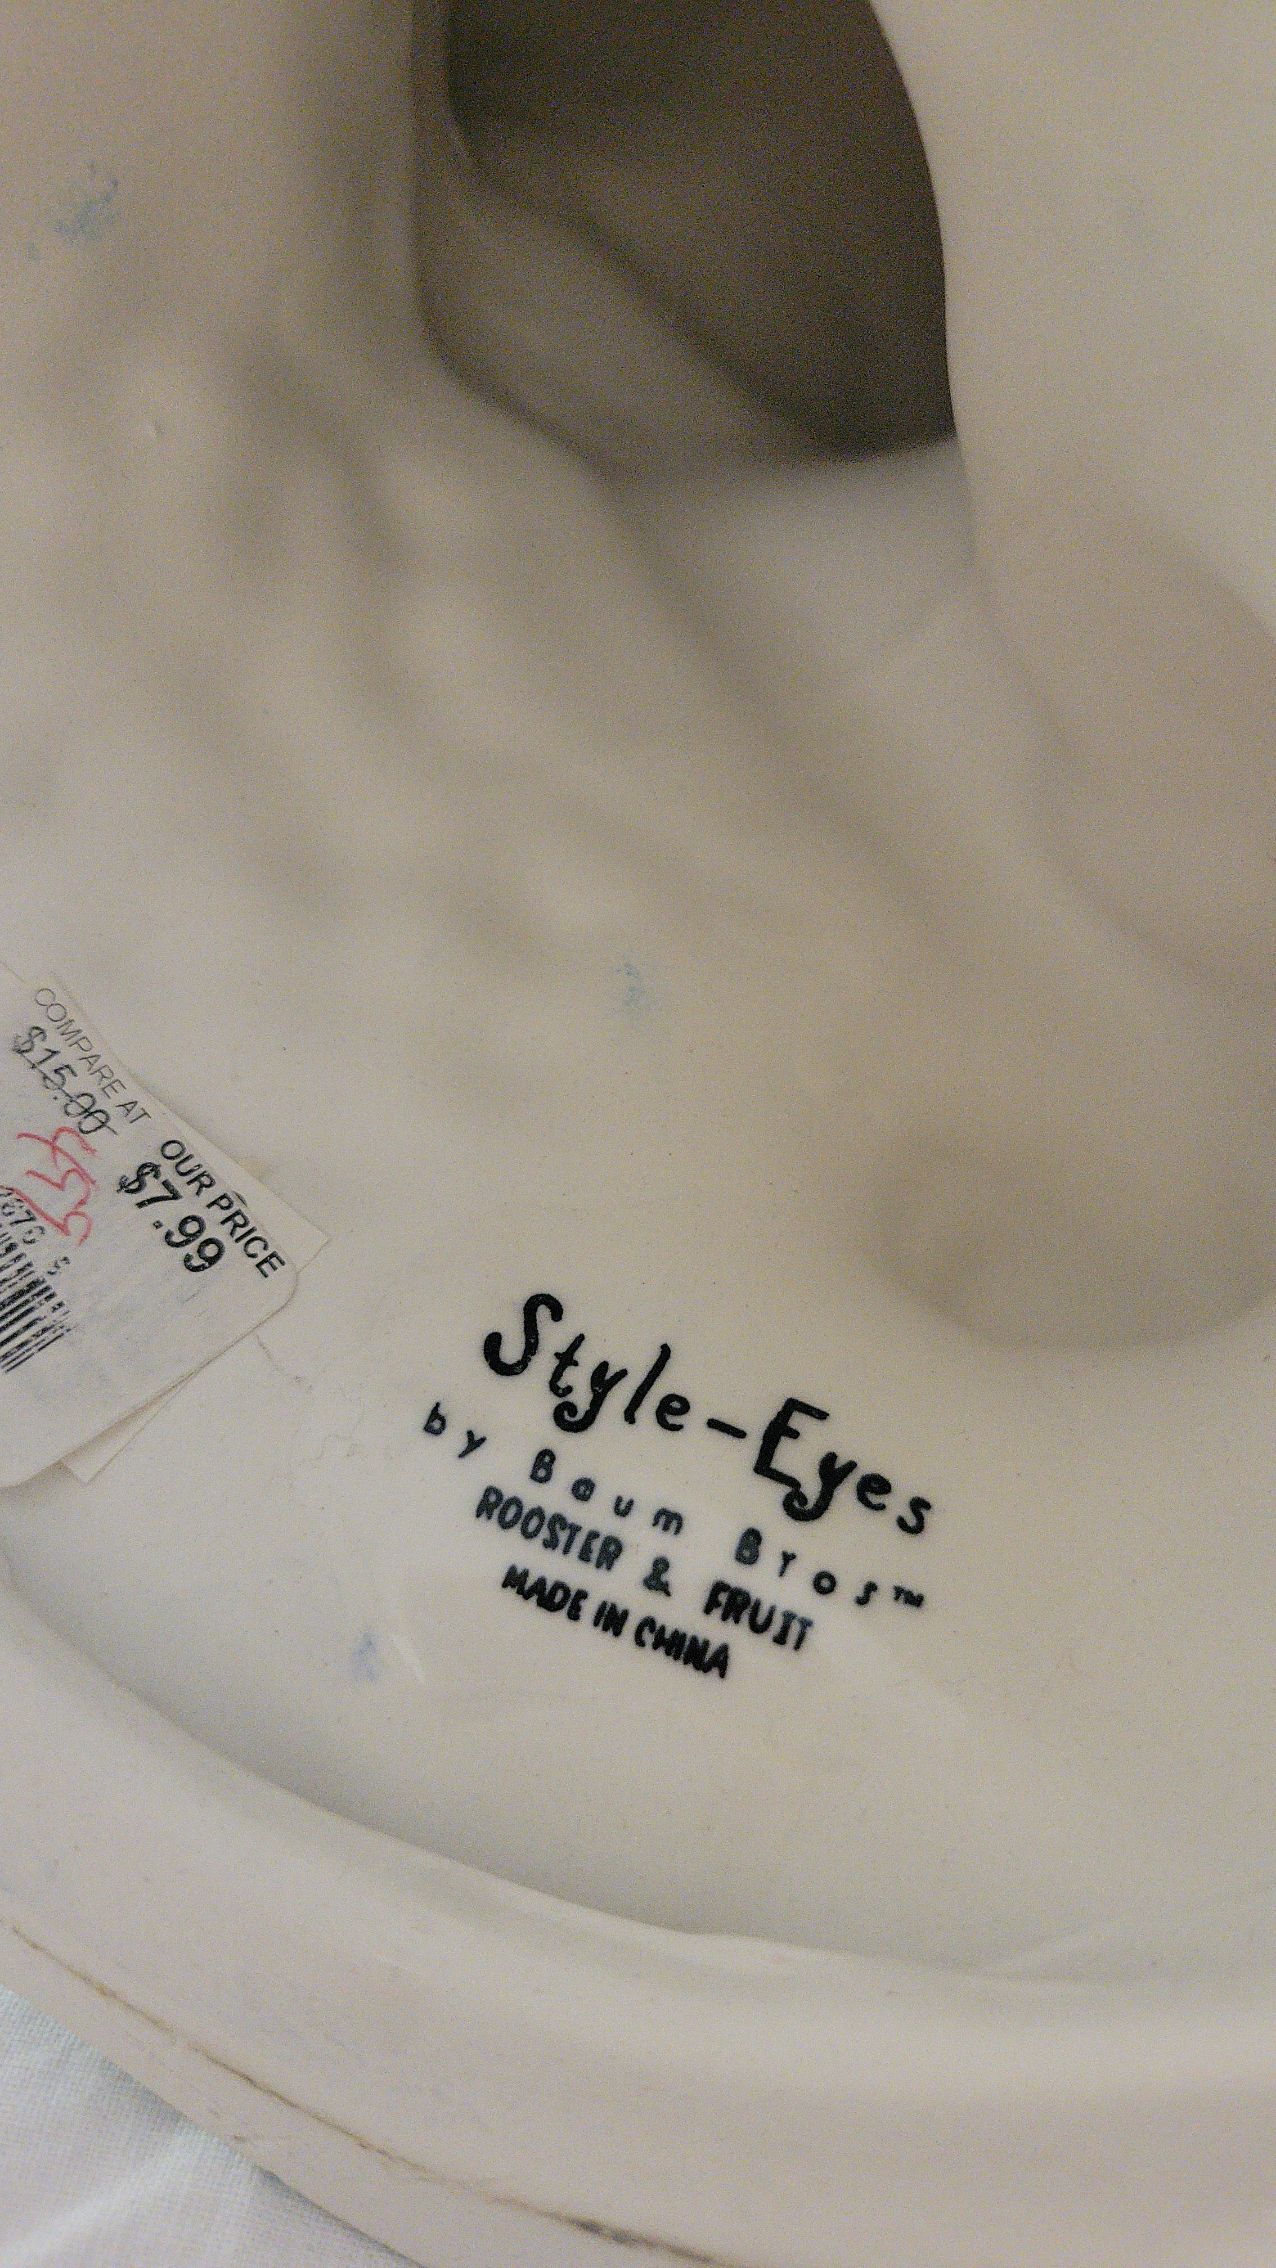 COMPARE AT
$15.00
OUR PRICE
$7.99
Style-Eyes
by Baum Bros™
ROOSTER & FRUIT
MADE IN CHINA